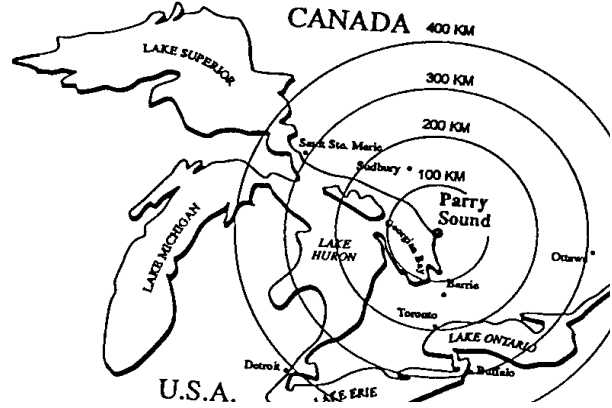 CANADA
400 KM
LAKE SUPERIOR
300 KM
200 KM
Sault Ste. Marie
Sudbury
100 KM
Parry
Sound
LAKE MICHIGAN
LAKE
HURON
Georgian Bay
Ottawa
Barrie
Toronto
LAKE ONTARIO
Detroit
Buffalo
U.S.A.
LAKE ERIE